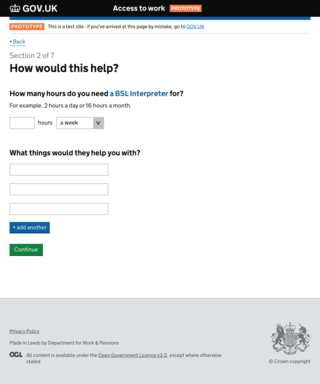 GOV.UK
Access to work PROTOTYPE
PROTOTYPE This is a test site - if you've arrived at this page by mistake, go to GOV.UK
Back
Section 2 of 7
How would this help?
How many hours do you need a BSL Interpreter for?
For example, 2 hours a day or 16 hours a month.
hours a week
What things would they help you with?
+ add another
Continue
Privacy Policy
Made in Leeds by Department for Work & Pensions
OGL All content is available under the Open Government Licence v3.0, except where otherwise
stated
© Crown copyright